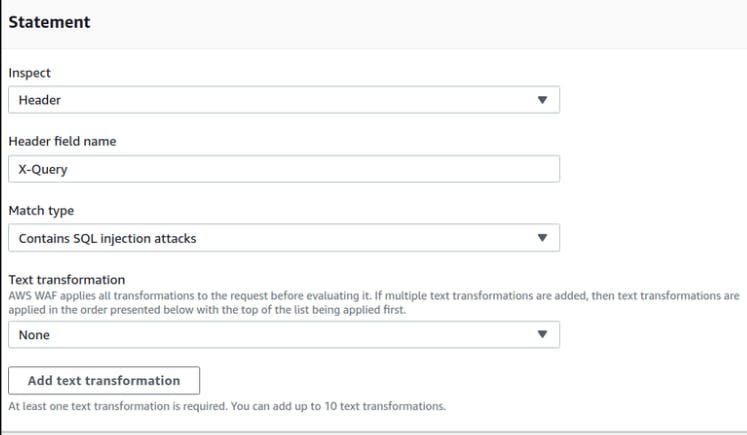 Statement
Inspect
Header
Header field name
X-Query
Match type
Contains SQL injection attacks
Text transformation
AWS WAF applies all transformations to the request before evaluating it. If multiple text transformations are added, then text transformations are
applied in the order presented below with the top of the list being applied first.
None
Add text transformation
At least one text transformation is required. You can add up to 10 text transformations.